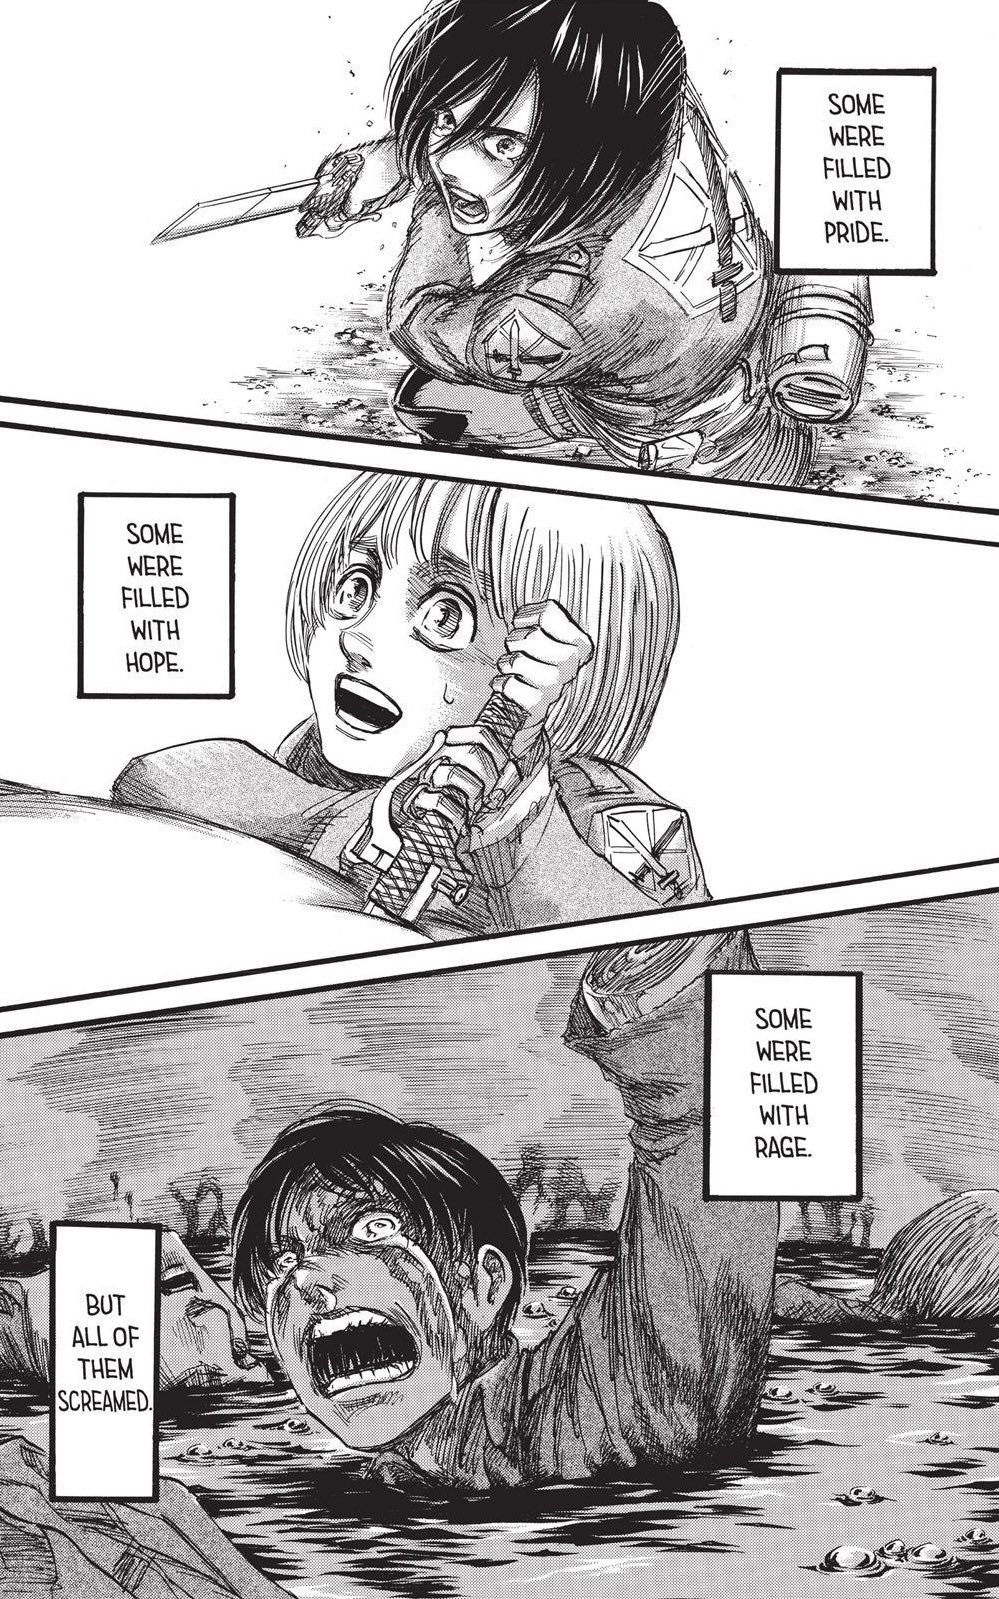 SOME
WERE
FILLED
WITH
PRIDE.
SOME
WERE
FILLED
WITH
HOPE.
SOME
WERE
FILLED
WITH
RAGE.
BUT
ALL OF
THEM
SCREAMED.